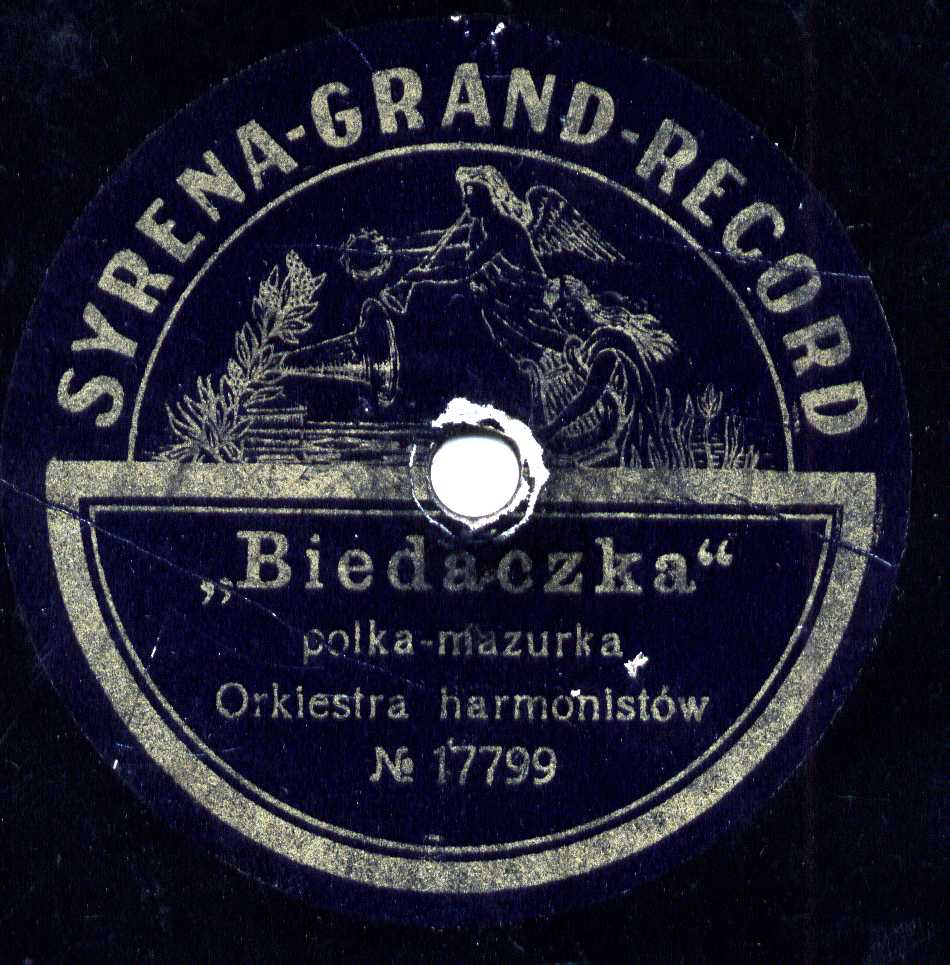 SYRENA-GRAND-RECORD
„Biedaczka“
polka-mazurka
Orkiestra harmonistów
№ 17799